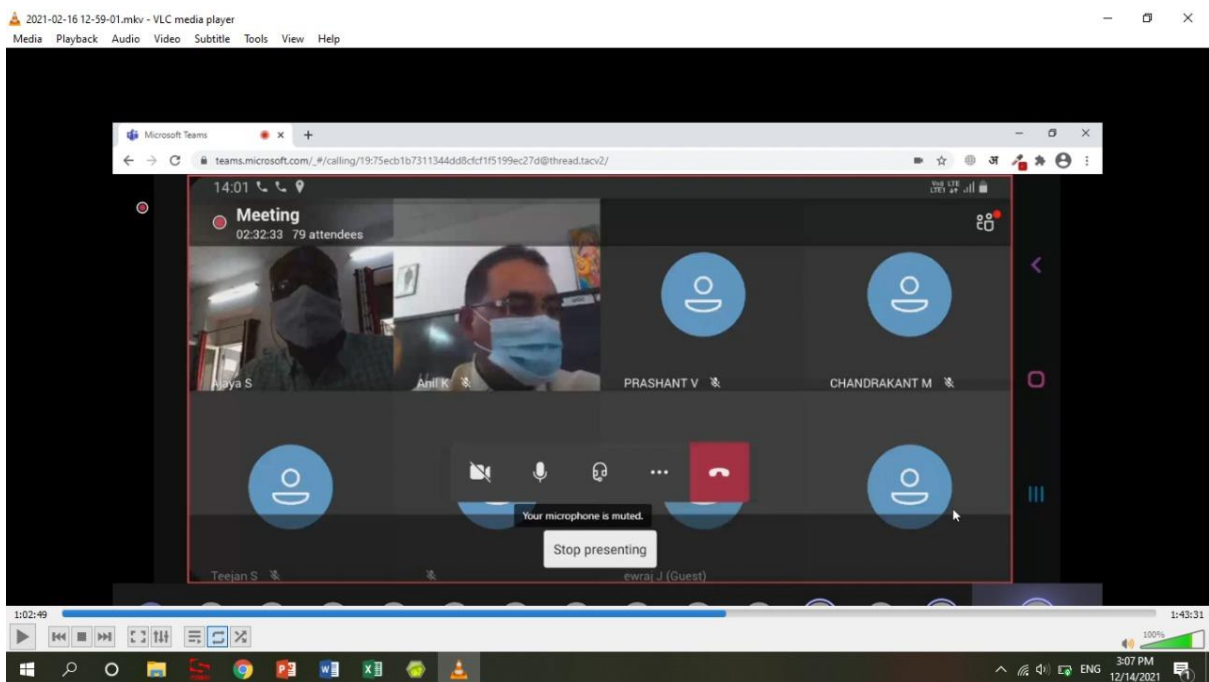 2021-02-16 12-59-01.mkv - VLC media player
Media Playback Audio Video Subtitle Tools View Help
Microsoft Teams
teams.microsoft.com/_#/calling/19:75ecb1b7311344dd8cfcf1f5199ec27d@thread.tacv2/
अ
14:01
Meeting
02:32:33 79 attendees
Ajaya S
Anil K
PRASHANT V
CHANDRAKANT M
Your microphone is muted.
Stop presenting
Teejan S
ewraj J (Guest)
1:02:49
1:43:31
100%
ENG
3:07 PM
12/14/2021